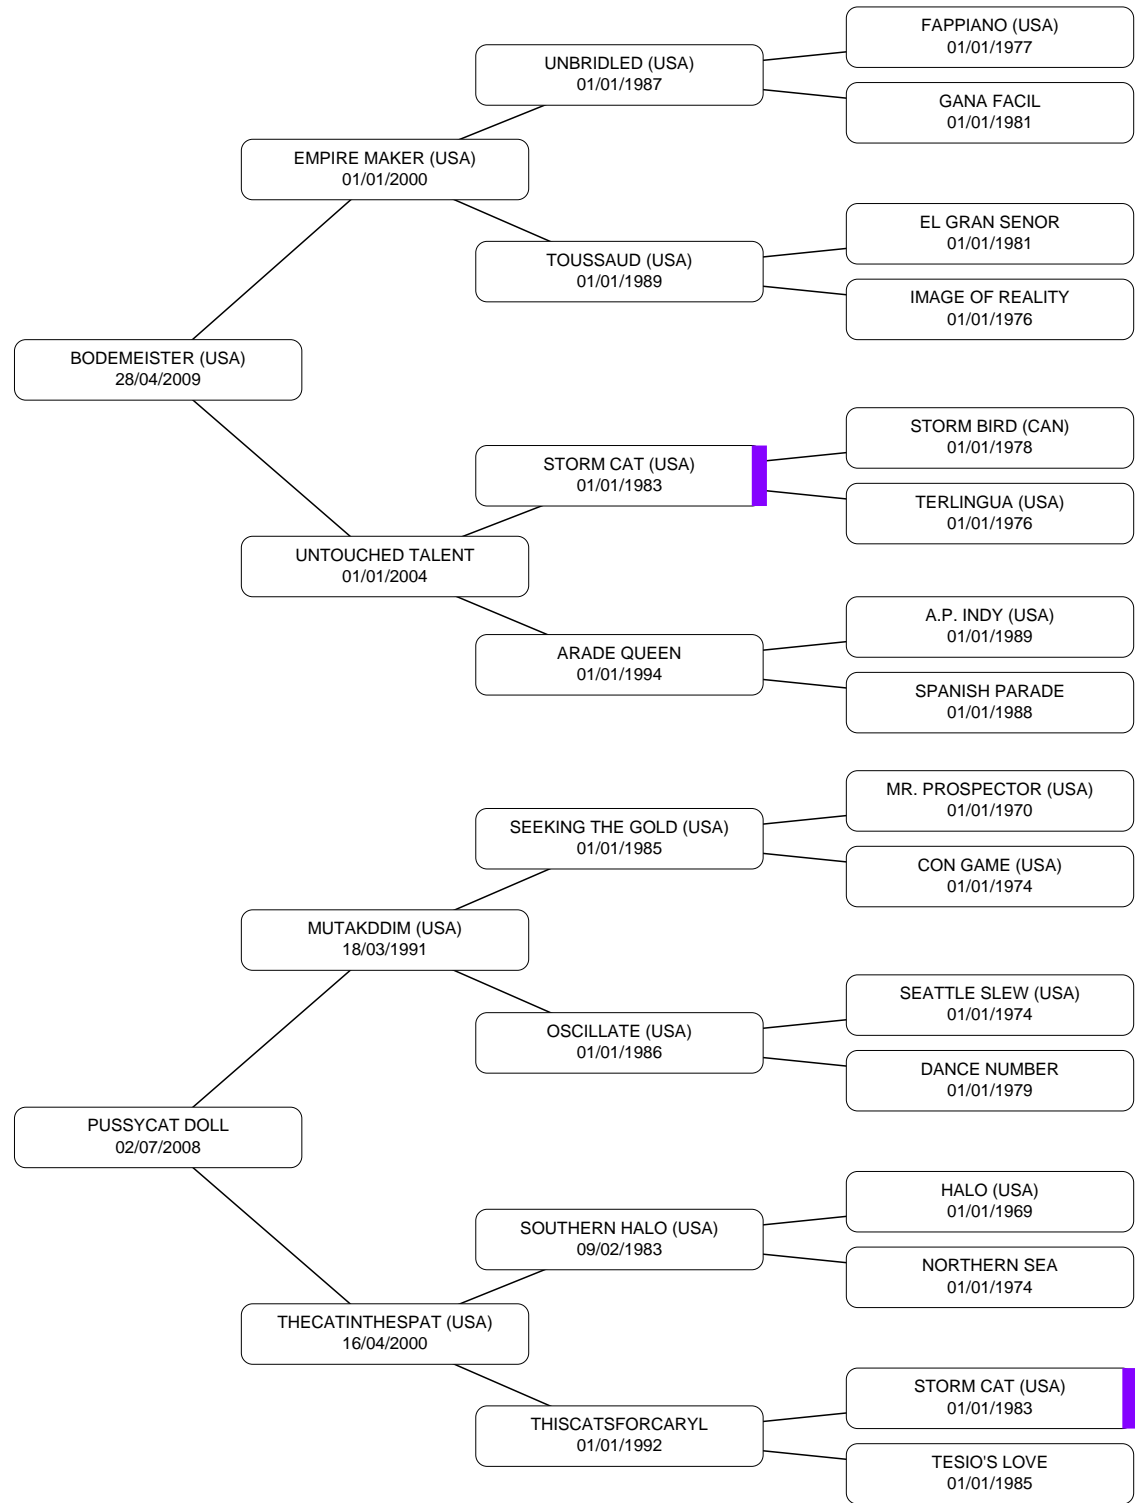 FAPPIANO (USA)
01/01/1977
UNBRIDLED (USA)
01/01/1987
GANA FACIL
01/01/1981
EMPIRE MAKER (USA)
01/01/2000
EL GRAN SENOR
01/01/1981
TOUSSAUD (USA)
01/01/1989
IMAGE OF REALITY
01/01/1976
BODEMEISTER (USA)
28/04/2009
STORM BIRD (CAN)
01/01/1978
STORM CAT (USA)
01/01/1983
TERLINGUA (USA)
01/01/1976
UNTOUCHED TALENT
01/01/2004
A.P. INDY (USA)
01/01/1989
ARADE QUEEN
01/01/1994
SPANISH PARADE
01/01/1988
MR. PROSPECTOR (USA)
01/01/1970
SEEKING THE GOLD (USA)
01/01/1985
CON GAME (USA)
01/01/1974
MUTAKDDIM (USA)
18/03/1991
SEATTLE SLEW (USA)
01/01/1974
OSCILLATE (USA)
01/01/1986
DANCE NUMBER
01/01/1979
PUSSYCAT DOLL
02/07/2008
HALO (USA)
01/01/1969
SOUTHERN HALO (USA)
09/02/1983
NORTHERN SEA
01/01/1974
THECATINTHESPAT (USA)
16/04/2000
STORM CAT (USA)
01/01/1983
THISCATSFORCARYL
01/01/1992
TESIO'S LOVE
01/01/1985